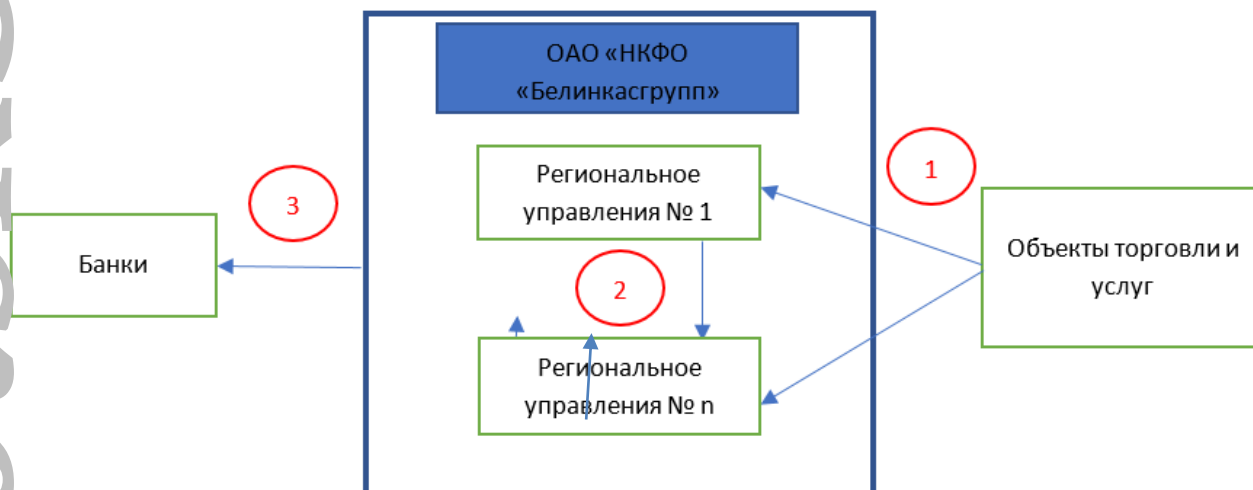 ОАО «НКФО
«Белинкасгрупп»
Региональное
управления № 1
1
3
Банки
Объекты торговли и
услуг
2
Региональное
управления № n